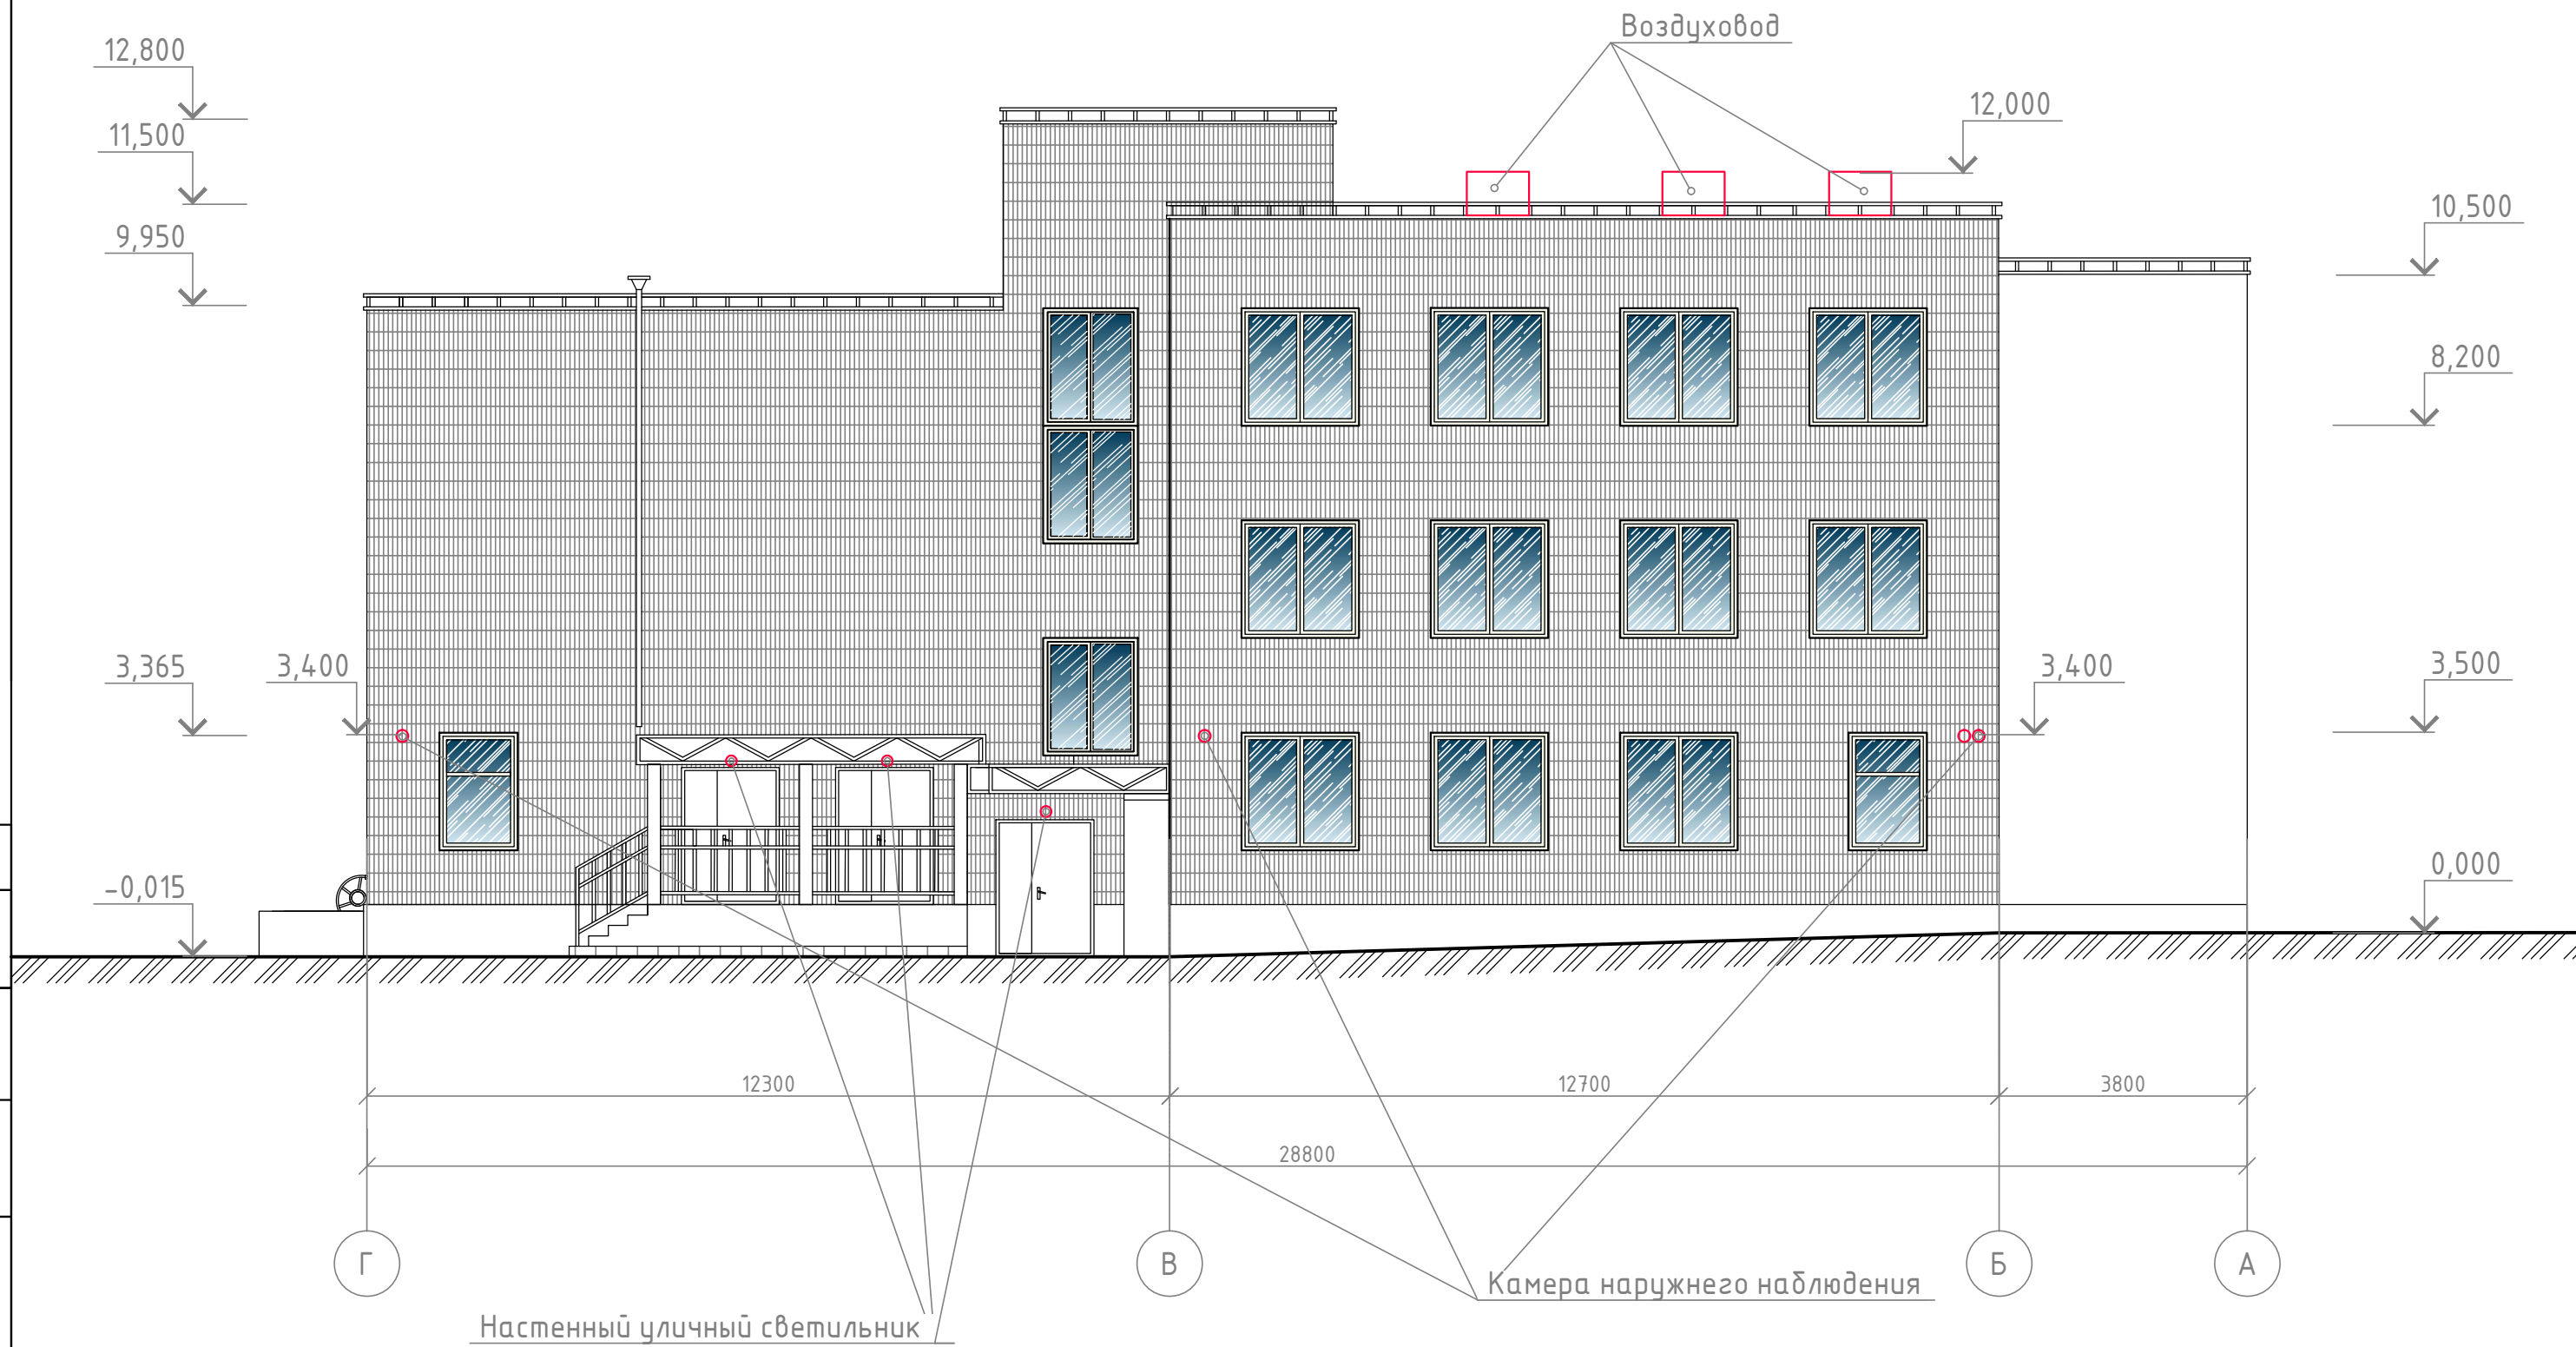 Воздуховод
12,800
12,000
11,500
10,500
9,950
8,200
3,365
3,400
3,400
3,500
-0,015
0,000
12300
12700
3800
28800
Г
В
Б
А
Камера наружнего наблюдения
Настенный уличный светильник